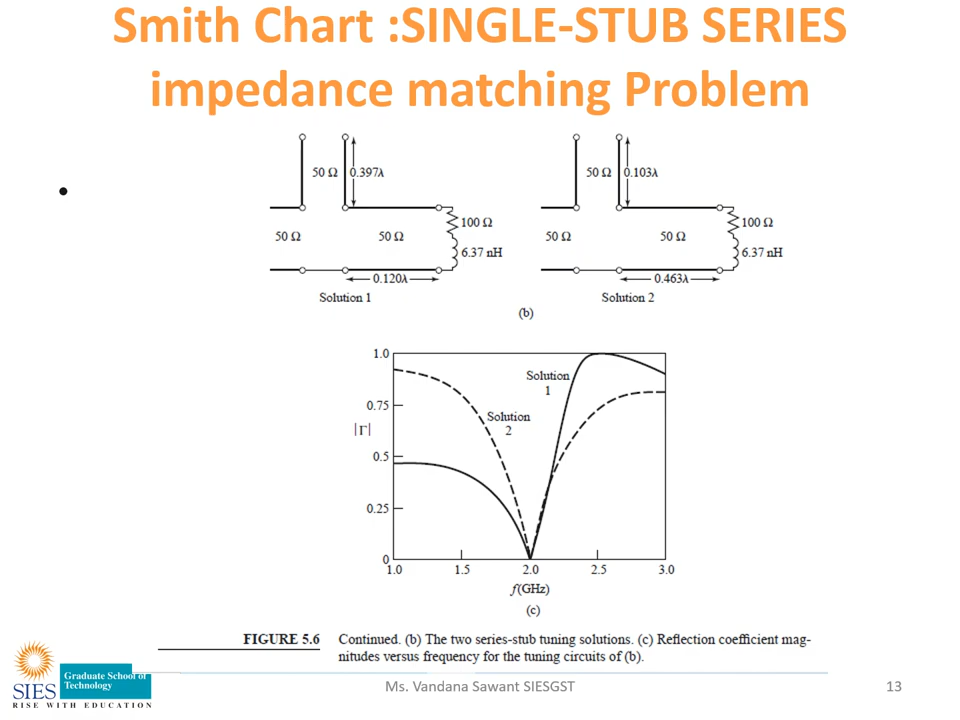 Smith Chart :SINGLE-STUB SERIES
impedance matching Problem
•
50 Ω 0.397λ
50 Ω 50 Ω
100 Ω
6.37 nH
0.120λ
Solution 1
50 Ω 0.103λ
50 Ω 50 Ω
100 Ω
6.37 nH
0.463λ
Solution 2
(b)
1.0
0.75
|Γ|
0.5
0.25
0
Solution
1
Solution
2
1.0 1.5 2.0 2.5 3.0
f(GHz)
(c)
FIGURE 5.6 Continued. (b) The two series-stub tuning solutions. (c) Reflection coefficient mag-
nitudes versus frequency for the tuning circuits of (b).
SIES Graduate School of
Technology
RISE WITH EDUCATION
Ms. Vandana Sawant SIESGST
13